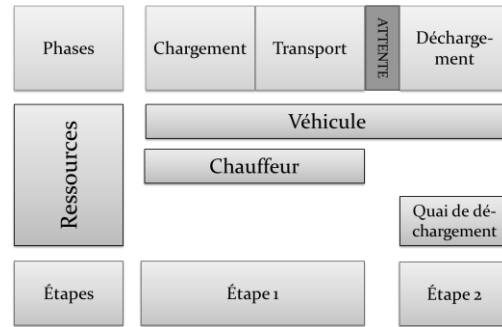 Phases
Chargement
Transport
ATTENTE
Décharge-
ment
Ressources
Véhicule
Chauffeur
Quai de dé-
chargement
Étapes
Étape 1
Étape 2